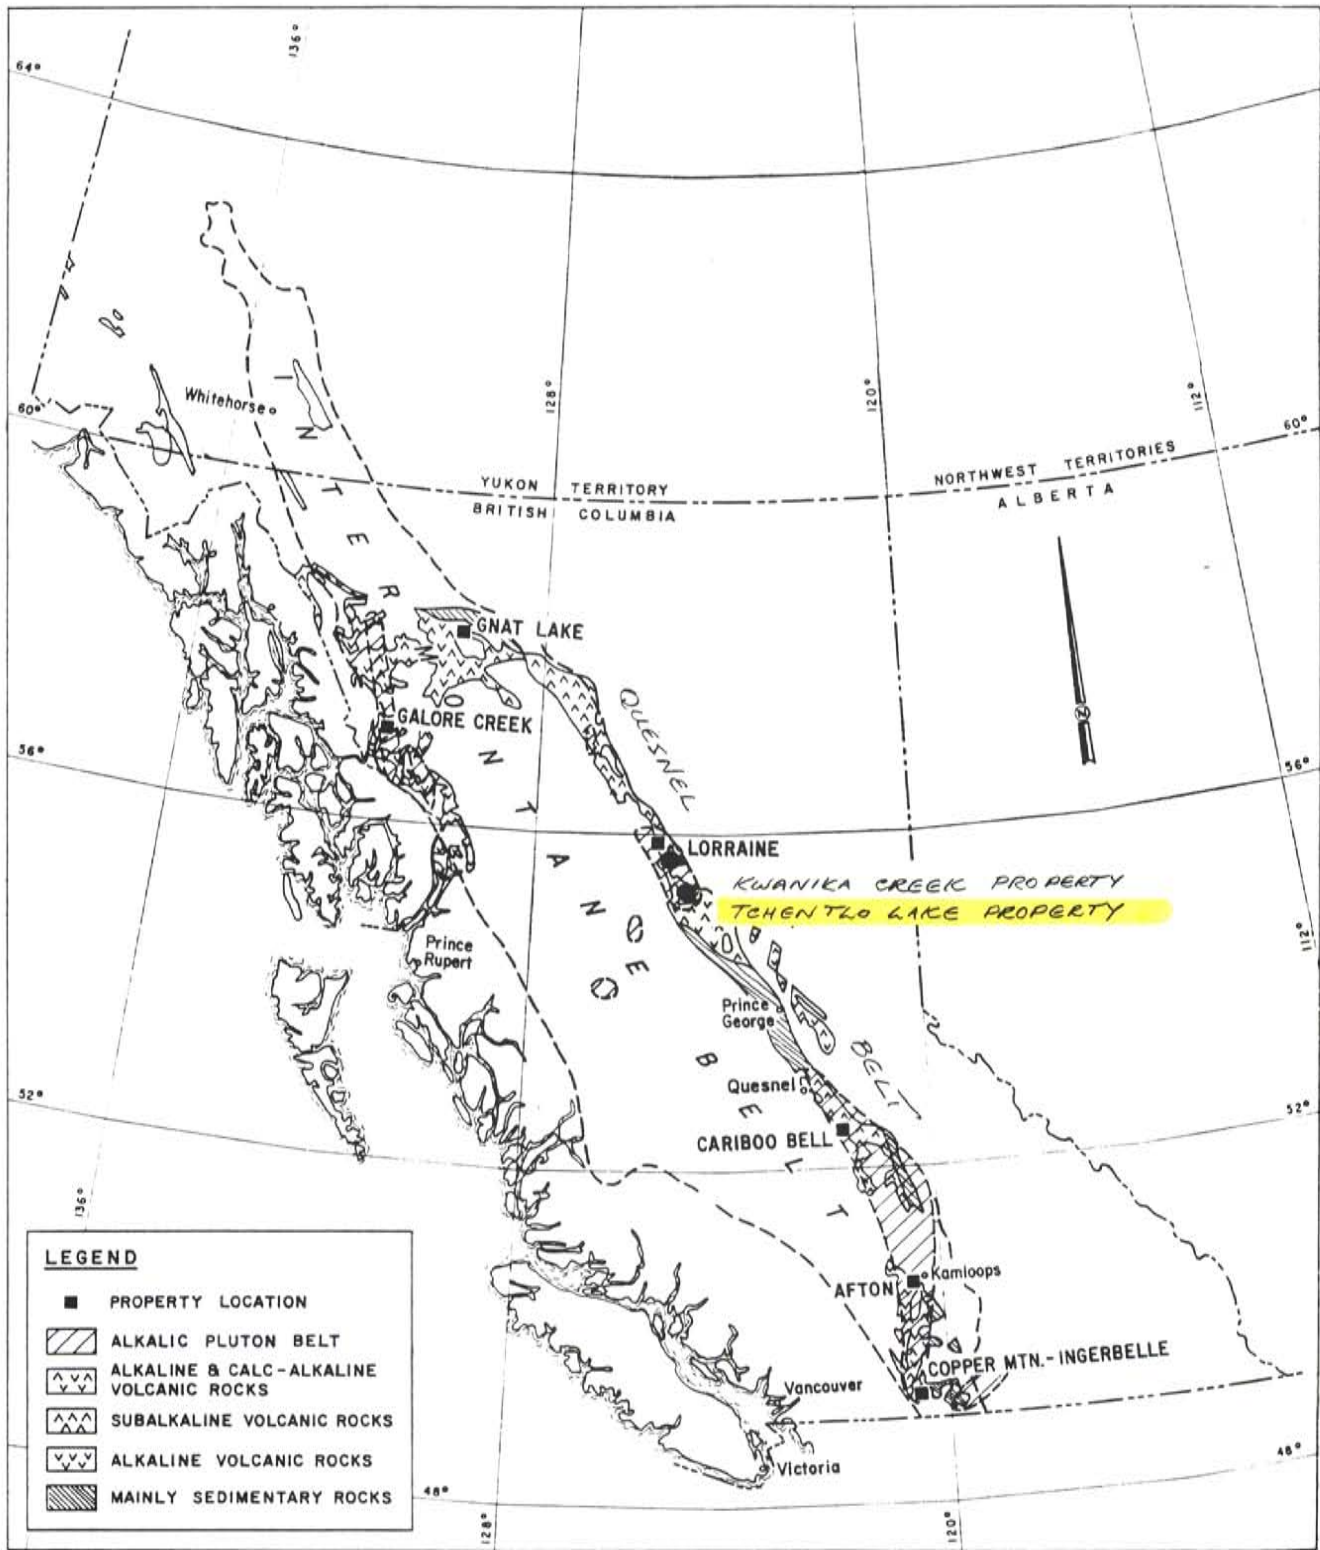 136°
64°
Whitehorse
60°
128°
120°
112°
60°
YUKON TERRITORY
BRITISH COLUMBIA
NORTHWEST TERRITORIES
ALBERTA
INTERMONTANE BELT
GNAT LAKE
GALORE CREEK
QUESNEL
56°
56°
N
LORRAINE
KWANIKA CREEK PROPERTY
TCHENTLO LAKE PROPERTY
112°
Prince
Rupert
Prince
George
BELT
Quesnel
52°
52°
CARIBOO BELL
136°
AFTON
Kamloops
COPPER MTN.-INGERBELLE
Vancouver
Victoria
48°
48°
128°
120°
LEGEND
PROPERTY LOCATION
ALKALIC PLUTON BELT
ALKALINE & CALC-ALKALINE
VOLCANIC ROCKS
SUBALKALINE VOLCANIC ROCKS
ALKALINE VOLCANIC ROCKS
MAINLY SEDIMENTARY ROCKS